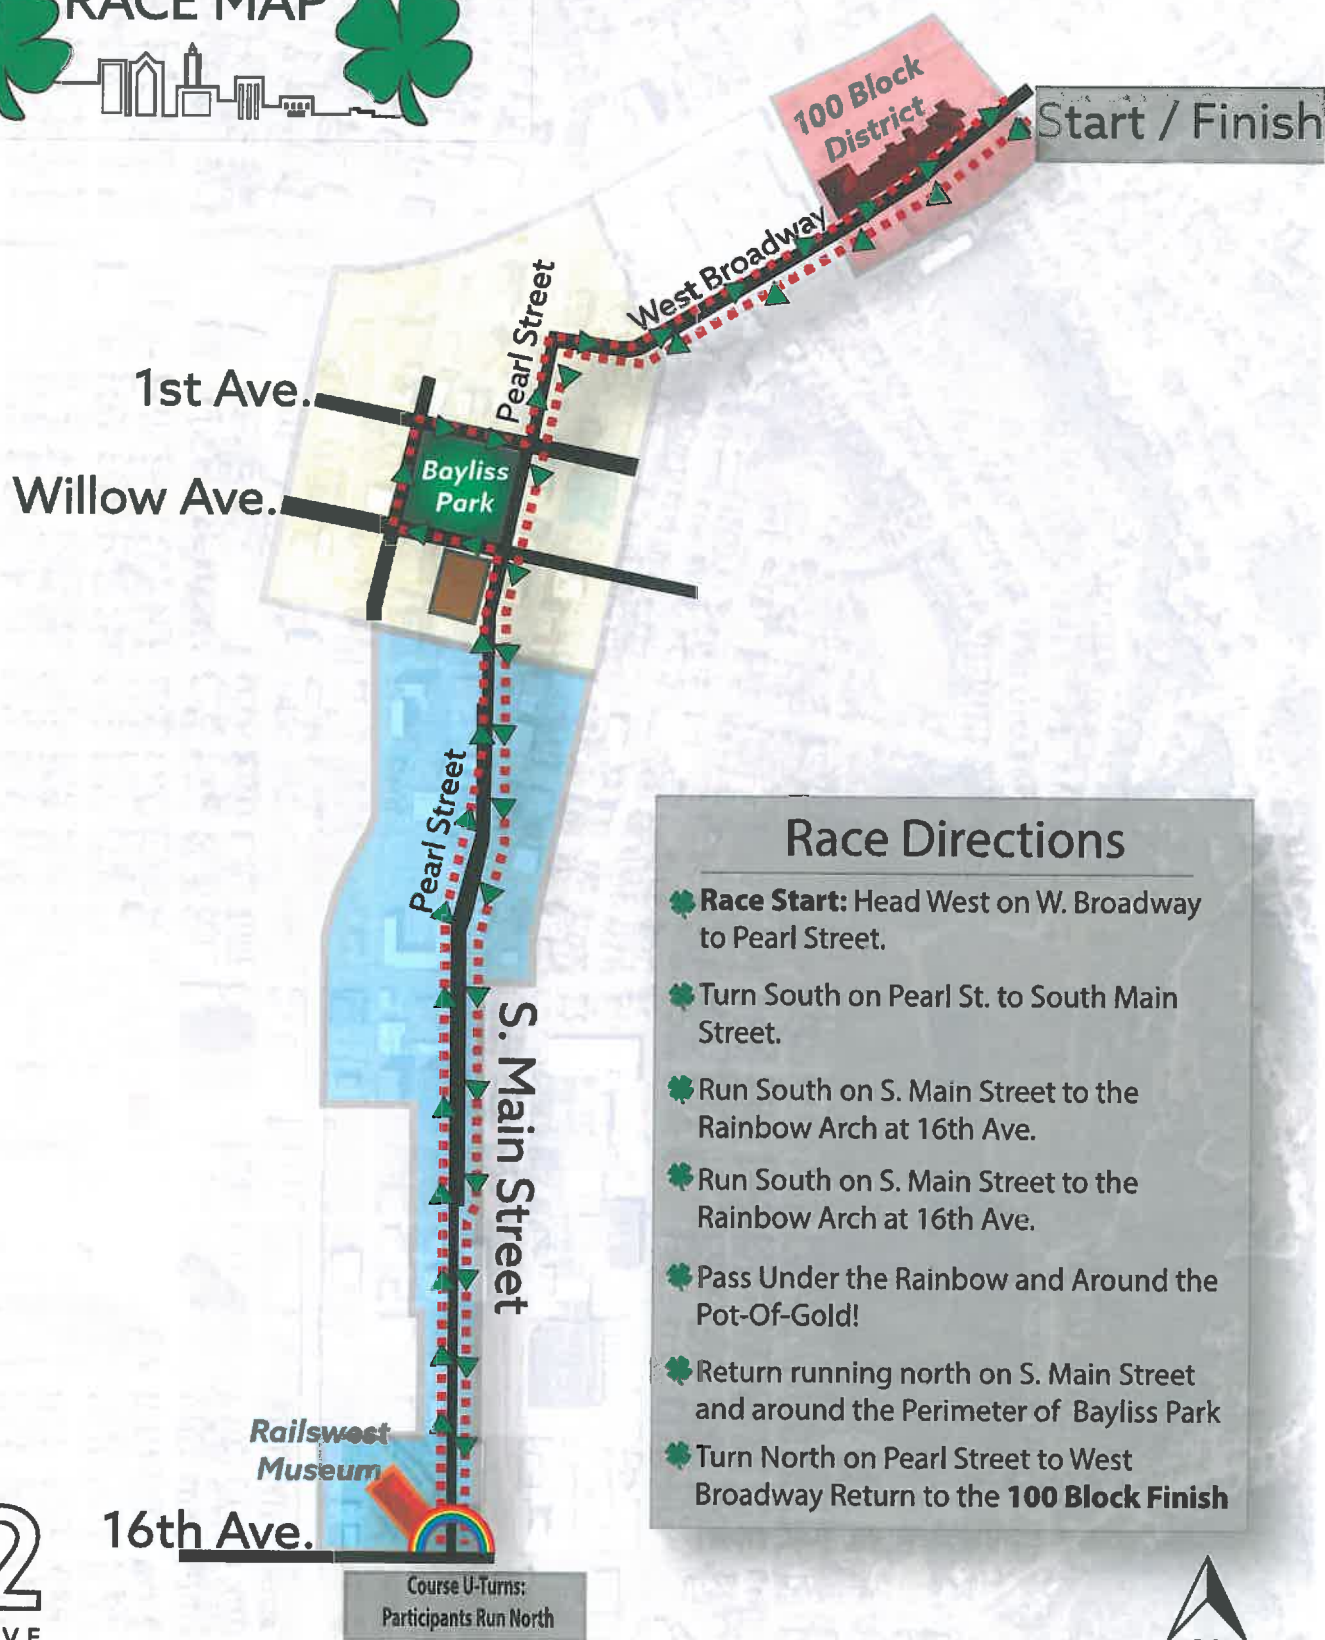 RACE MAP
100 Block
District
Start / Finish
West Broadway
Pearl Street
1st Ave.
Bayliss
Park
Willow Ave.
Pearl Street
S. Main Street
Race Directions
Race Start: Head West on W. Broadway
to Pearl Street.
Turn South on Pearl St. to South Main
Street.
Run South on S. Main Street to the
Rainbow Arch at 16th Ave.
Run South on S. Main Street to the
Rainbow Arch at 16th Ave.
Pass Under the Rainbow and Around the
Pot-Of-Gold!
Return running north on S. Main Street
and around the Perimeter of Bayliss Park
Turn North on Pearl Street to West
Broadway Return to the 100 Block Finish
Railswest
Museum
16th Ave.
2
VE
Course U-Turns:
Participants Run North